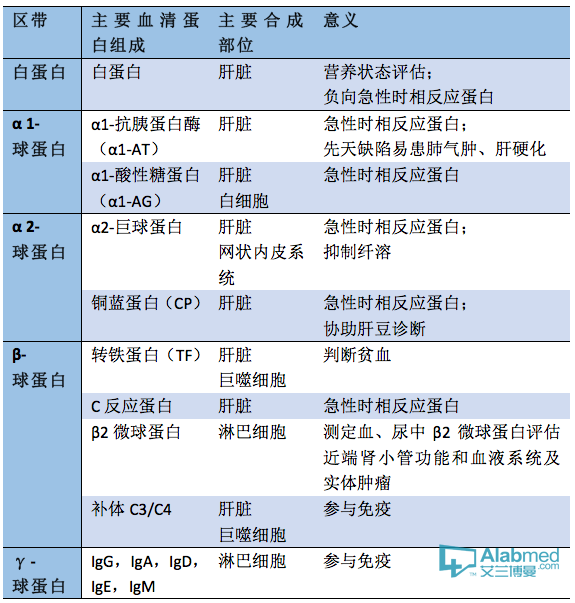 区带 主要血清蛋白组成 主要合成部位 意义
白蛋白 白蛋白 肝脏 营养状态评估；
负向急性时相反应蛋白
α1-球蛋白 α1-抗胰蛋白酶（α1-AT） 肝脏 急性时相反应蛋白；
先天缺陷易患肺气肿、肝硬化
α1-酸性糖蛋白（α1-AG） 肝脏 白细胞 急性时相反应蛋白
α2-球蛋白 α2-巨球蛋白 肝脏 网状内皮系统 急性时相反应蛋白；
抑制纤溶
铜蓝蛋白（CP） 肝脏 急性时相反应蛋白；
协助肝豆诊断
β-球蛋白 转铁蛋白（TF） 肝脏 巨噬细胞 判断贫血
C 反应蛋白 肝脏 急性时相反应蛋白
β2 微球蛋白 淋巴细胞 测定血、尿中 β2 微球蛋白评估
近端肾小管功能和血液系统及
实体肿瘤
补体 C3/C4 肝脏 巨噬细胞 参与免疫
γ-球蛋白 IgG，IgA，IgD，IgE，IgM 淋巴细胞 参与免疫
Alabmed
™ 艾兰博曼.com